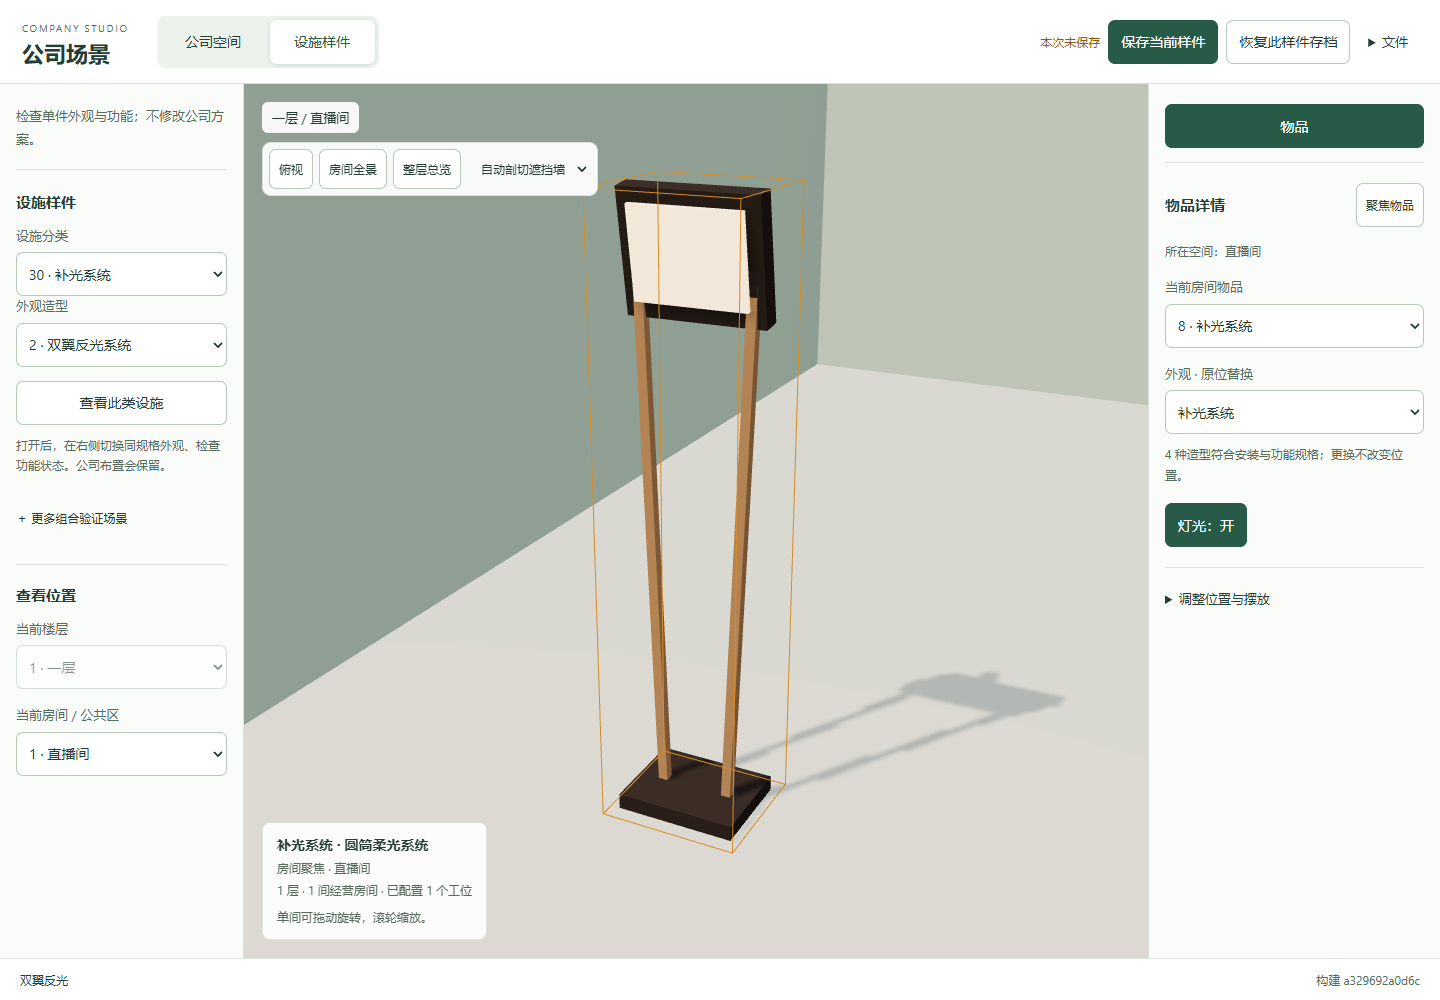 COMPANY STUDIO
公司场景
公司空间
设施样件
本次未保存
保存当前样件
恢复此样件存档
▶ 文件
检查单件外观与功能；不修改公司方
案。
设施样件
设施分类
30 · 补光系统
外观造型
2 · 双翼反光系统
查看此类设施
打开后，在右侧切换同规格外观、检查
功能状态。公司布置会保留。
+ 更多组合验证场景
查看位置
当前楼层
1 · 一层
当前房间 / 公共区
1 · 直播间
一层 / 直播间
俯视
房间全景
整层总览
自动剖切遮挡墙
补光系统 · 圆筒柔光系统
房间聚焦 · 直播间
1 层 · 1 间经营房间 · 已配置 1 个工位
单间可拖动旋转，滚轮缩放。
物品
物品详情
聚焦物品
所在空间：直播间
当前房间物品
8 · 补光系统
外观 · 原位替换
补光系统
4 种造型符合安装与功能规格；更换不改变位
置。
灯光：开
▶ 调整位置与摆放
双翼反光
构建 a329692a0d6c